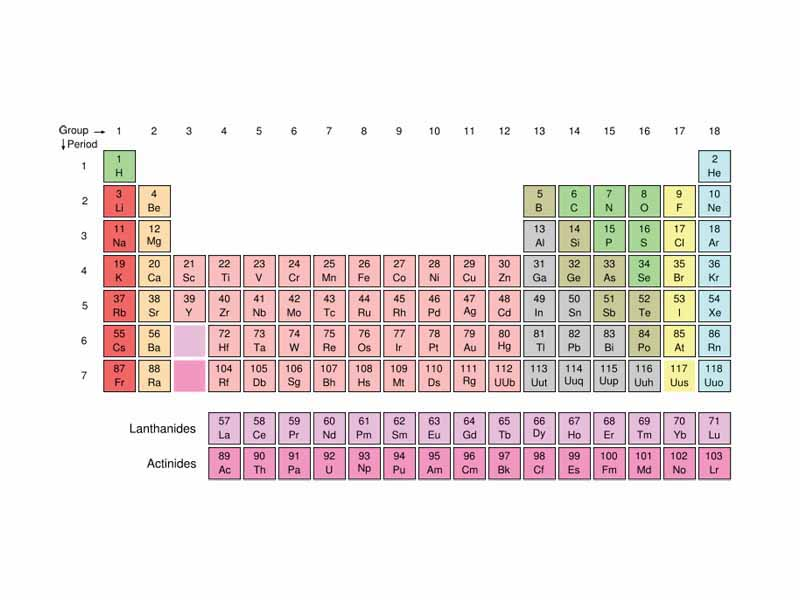 Group → 1 2 3 4 5 6 7 8 9 10 11 12 13 14 15 16 17 18
↓ Period
1 1 2
H He
2 3 4 5 6 7 8 9 10
Li Be B C N O F Ne
3 11 12 13 14 15 16 17 18
Na Mg Al Si P S Cl Ar
4 19 20 21 22 23 24 25 26 27 28 29 30 31 32 33 34 35 36
K Ca Sc Ti V Cr Mn Fe Co Ni Cu Zn Ga Ge As Se Br Kr
5 37 38 39 40 41 42 43 44 45 46 47 48 49 50 51 52 53 54
Rb Sr Y Zr Nb Mo Tc Ru Rh Pd Ag Cd In Sn Sb Te I Xe
6 55 56 72 73 74 75 76 77 78 79 80 81 82 83 84 85 86
Cs Ba Hf Ta W Re Os Ir Pt Au Hg Tl Pb Bi Po At Rn
7 87 88 104 105 106 107 108 109 110 111 112 113 114 115 116 117 118
Fr Ra Rf Db Sg Bh Hs Mt Ds Rg UUb Uut Uuq Uup Uuh Uus Uuo
Lanthanides 57 58 59 60 61 62 63 64 65 66 67 68 69 70 71
La Ce Pr Nd Pm Sm Eu Gd Tb Dy Ho Er Tm Yb Lu
Actinides 89 90 91 92 93 94 95 96 97 98 99 100 101 102 103
Ac Th Pa U Np Pu Am Cm Bk Cf Es Fm Md No Lr